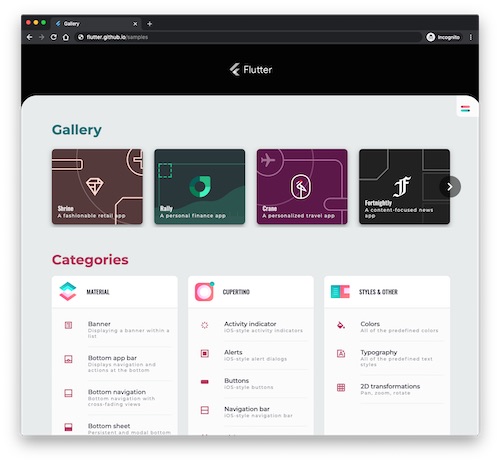 Gallery
flutter.github.io/samples
Incognito
Flutter
Gallery
Shrine
A fashionable retail app
Rally
A personal finance app
Crane
A personalized travel app
Fortnightly
A content-focused news
app
Categories
MATERIAL
Banner
Displaying a banner within a
list
Bottom app bar
Displays navigation and
actions at the bottom
Bottom navigation
Bottom navigation with
cross-fading views
Bottom sheet
Persistent and modal bottom
CUPERTINO
Activity indicator
iOS-style activity indicators
Alerts
iOS-style alert dialogs
Buttons
iOS-style buttons
Navigation bar
iOS-style navigation bar
STYLES & OTHER
Colors
All of the predefined colors
Typography
All of the predefined text
styles
2D transformations
Pan, zoom, rotate